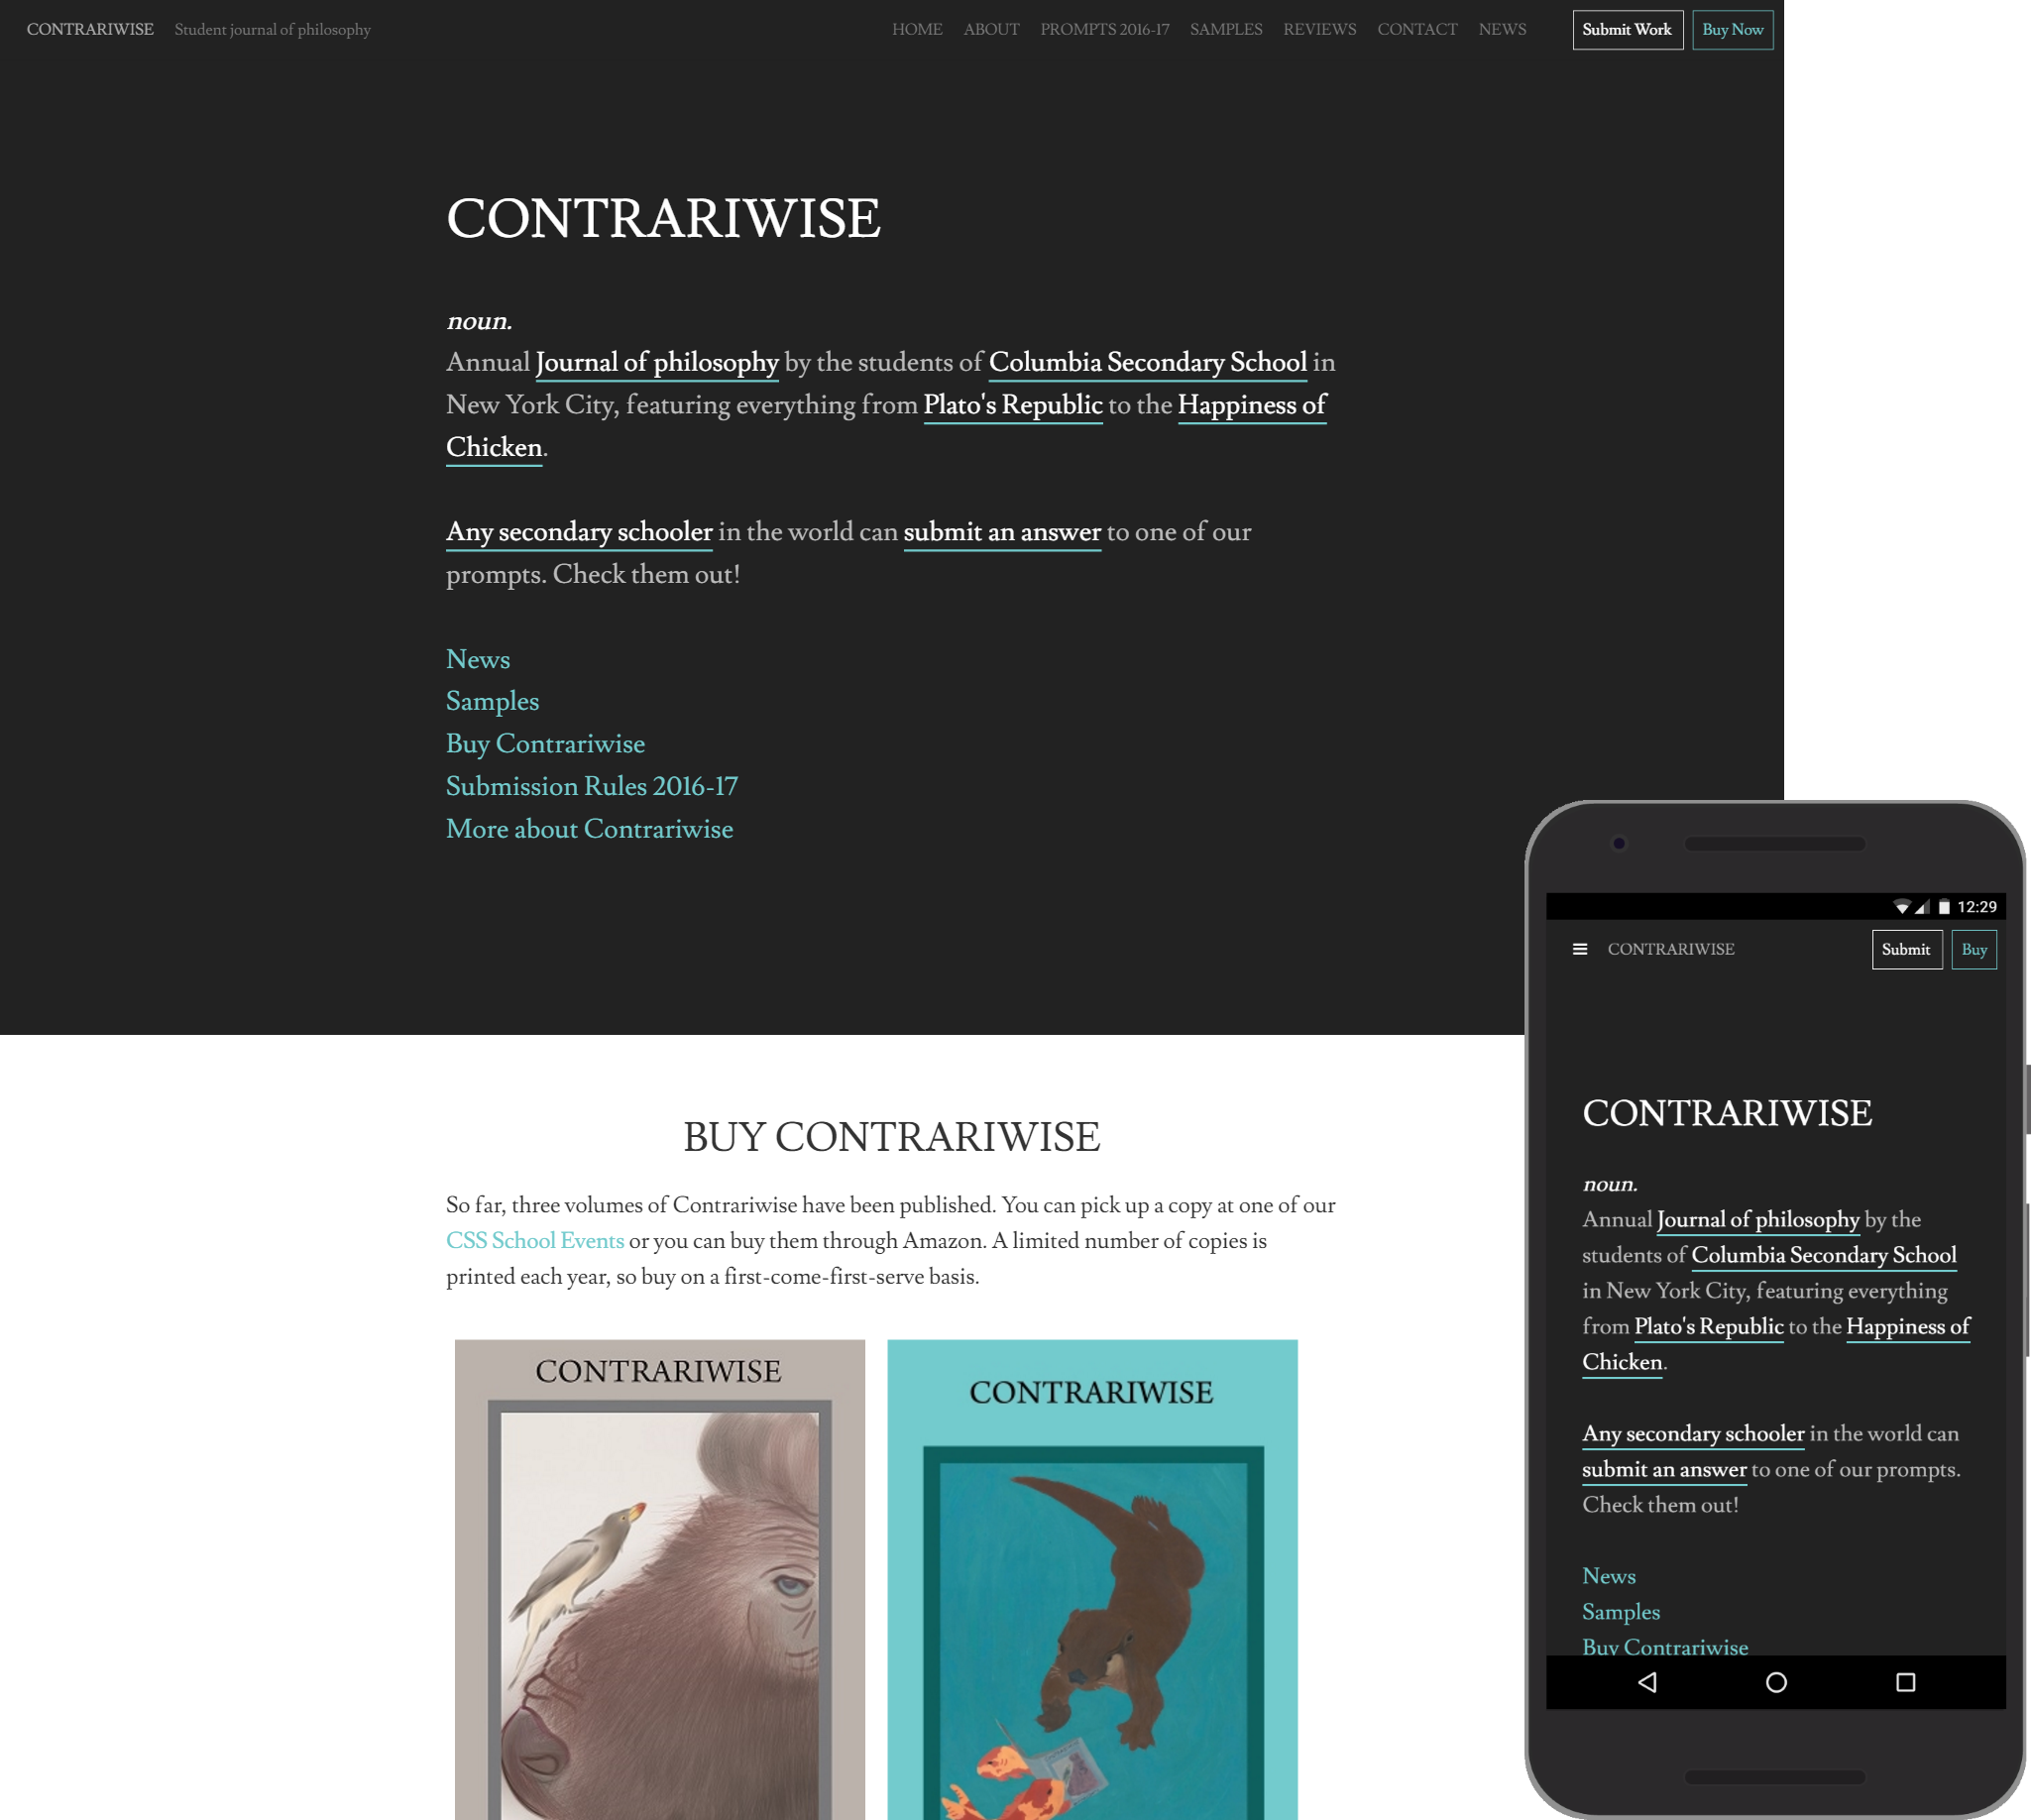 CONTRARIWISE Student journal of philosophy HOME ABOUT PROMPTS 2016-17 SAMPLES REVIEWS CONTACT NEWS Submit Work Buy Now
CONTRARIWISE
noun.
Annual Journal of philosophy by the students of Columbia Secondary School in
New York City, featuring everything from Plato's Republic to the Happiness of
Chicken.
Any secondary schooler in the world can submit an answer to one of our
prompts. Check them out!
News
Samples
Buy Contrariwise
Submission Rules 2016-17
More about Contrariwise
BUY CONTRARIWISE
So far, three volumes of Contrariwise have been published. You can pick up a copy at one of our
CSS School Events or you can buy them through Amazon. A limited number of copies is
printed each year, so buy on a first-come-first-serve basis.
CONTRARIWISE
CONTRARIWISE
12:29
CONTRARIWISE Submit Buy
CONTRARIWISE
noun.
Annual Journal of philosophy by the
students of Columbia Secondary School
in New York City, featuring everything
from Plato's Republic to the Happiness of
Chicken.
Any secondary schooler in the world can
submit an answer to one of our prompts.
Check them out!
News
Samples
Buy Contrariwise